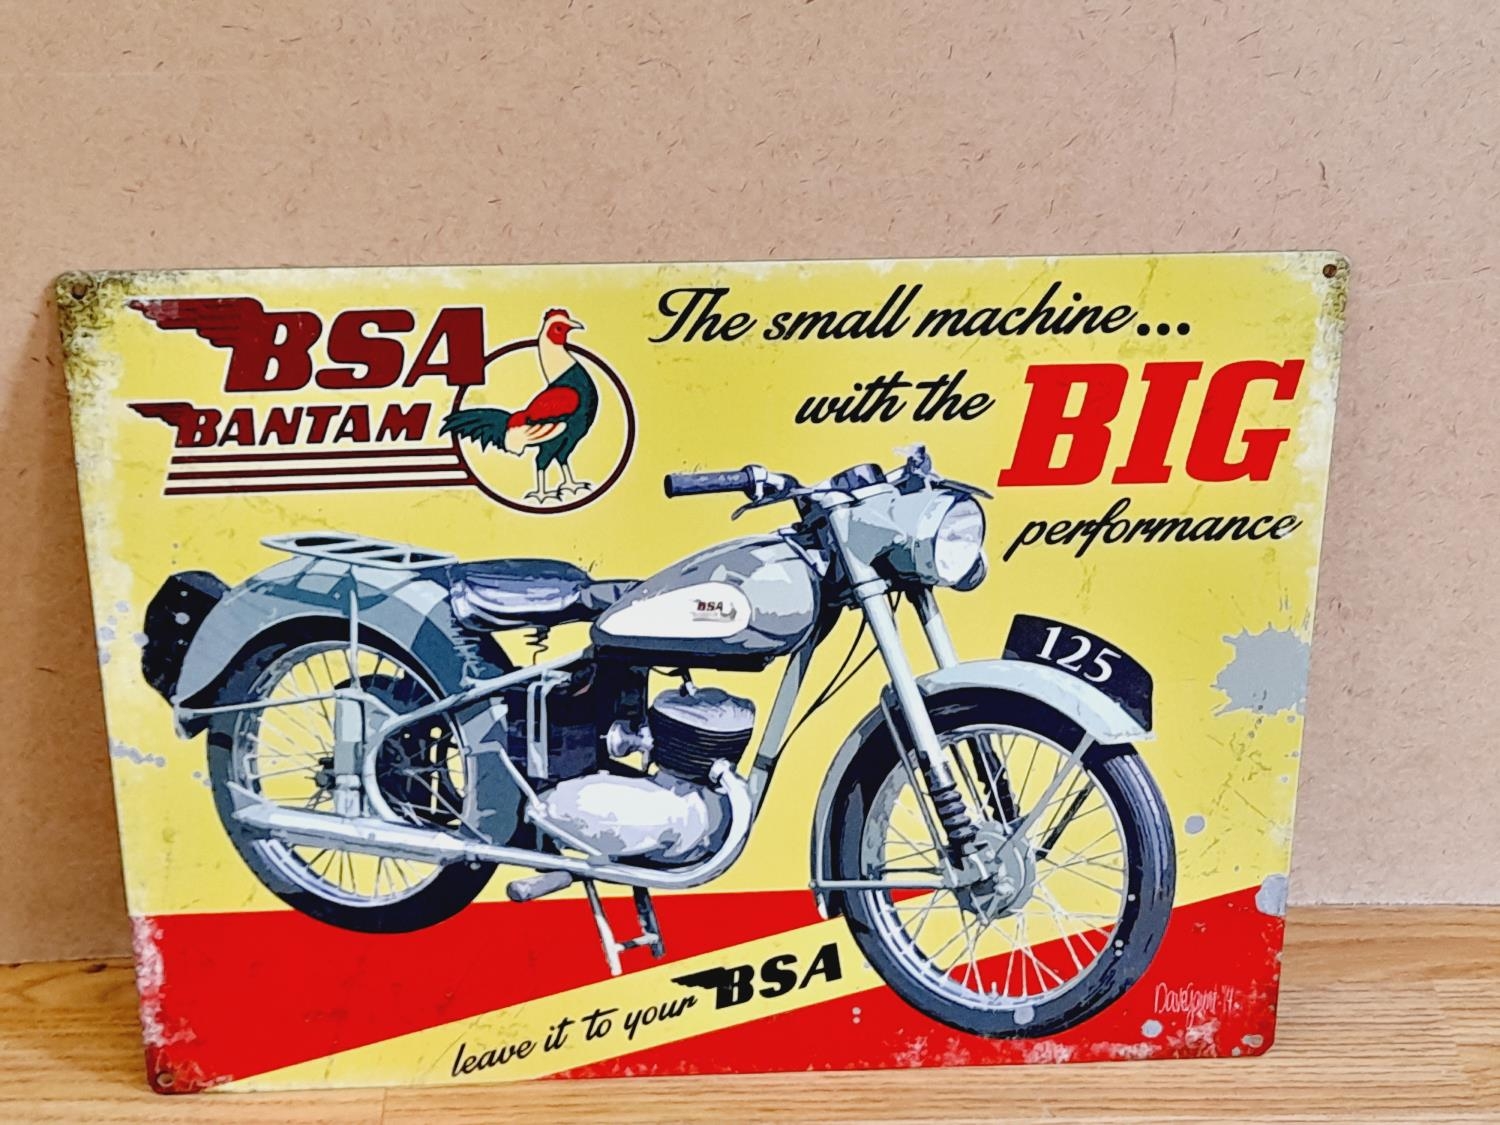 BSA
BANTAM
The small machine...
with the BIG
performance
BSA
125
leave it to your BSA